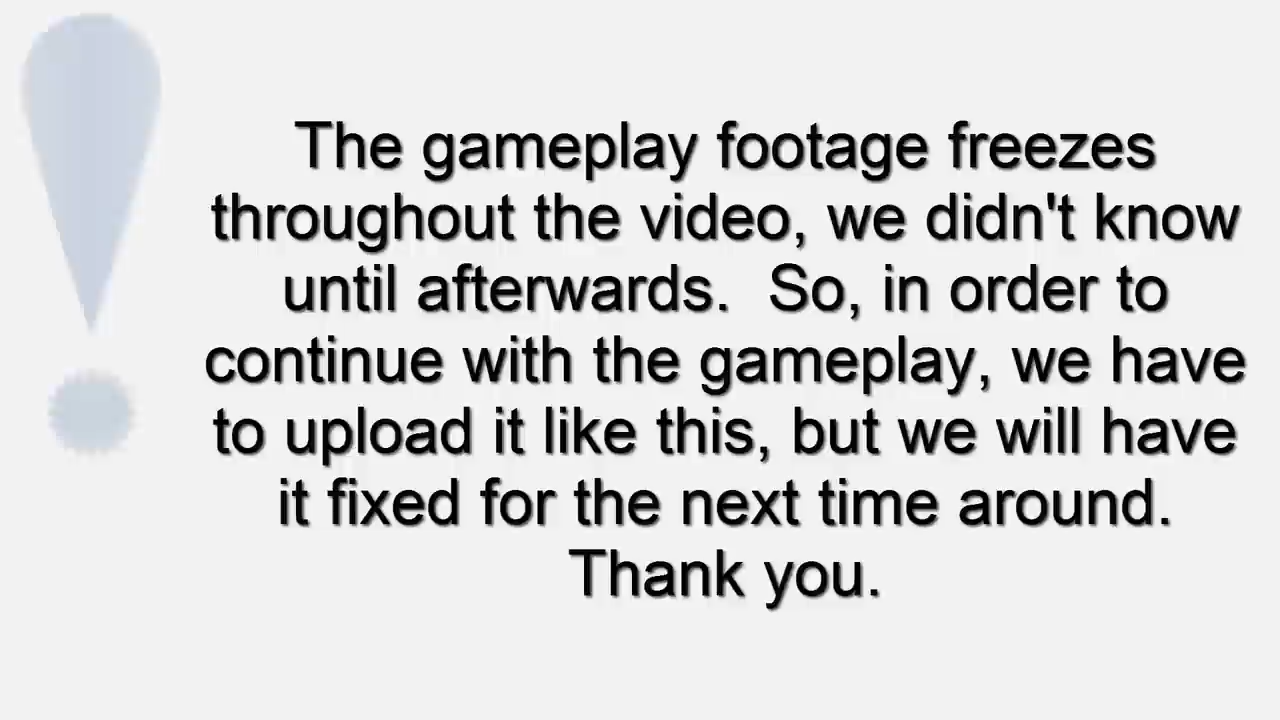 The gameplay footage freezes
throughout the video, we didn't know
until afterwards.  So, in order to
continue with the gameplay, we have
to upload it like this, but we will have
it fixed for the next time around.
Thank you.